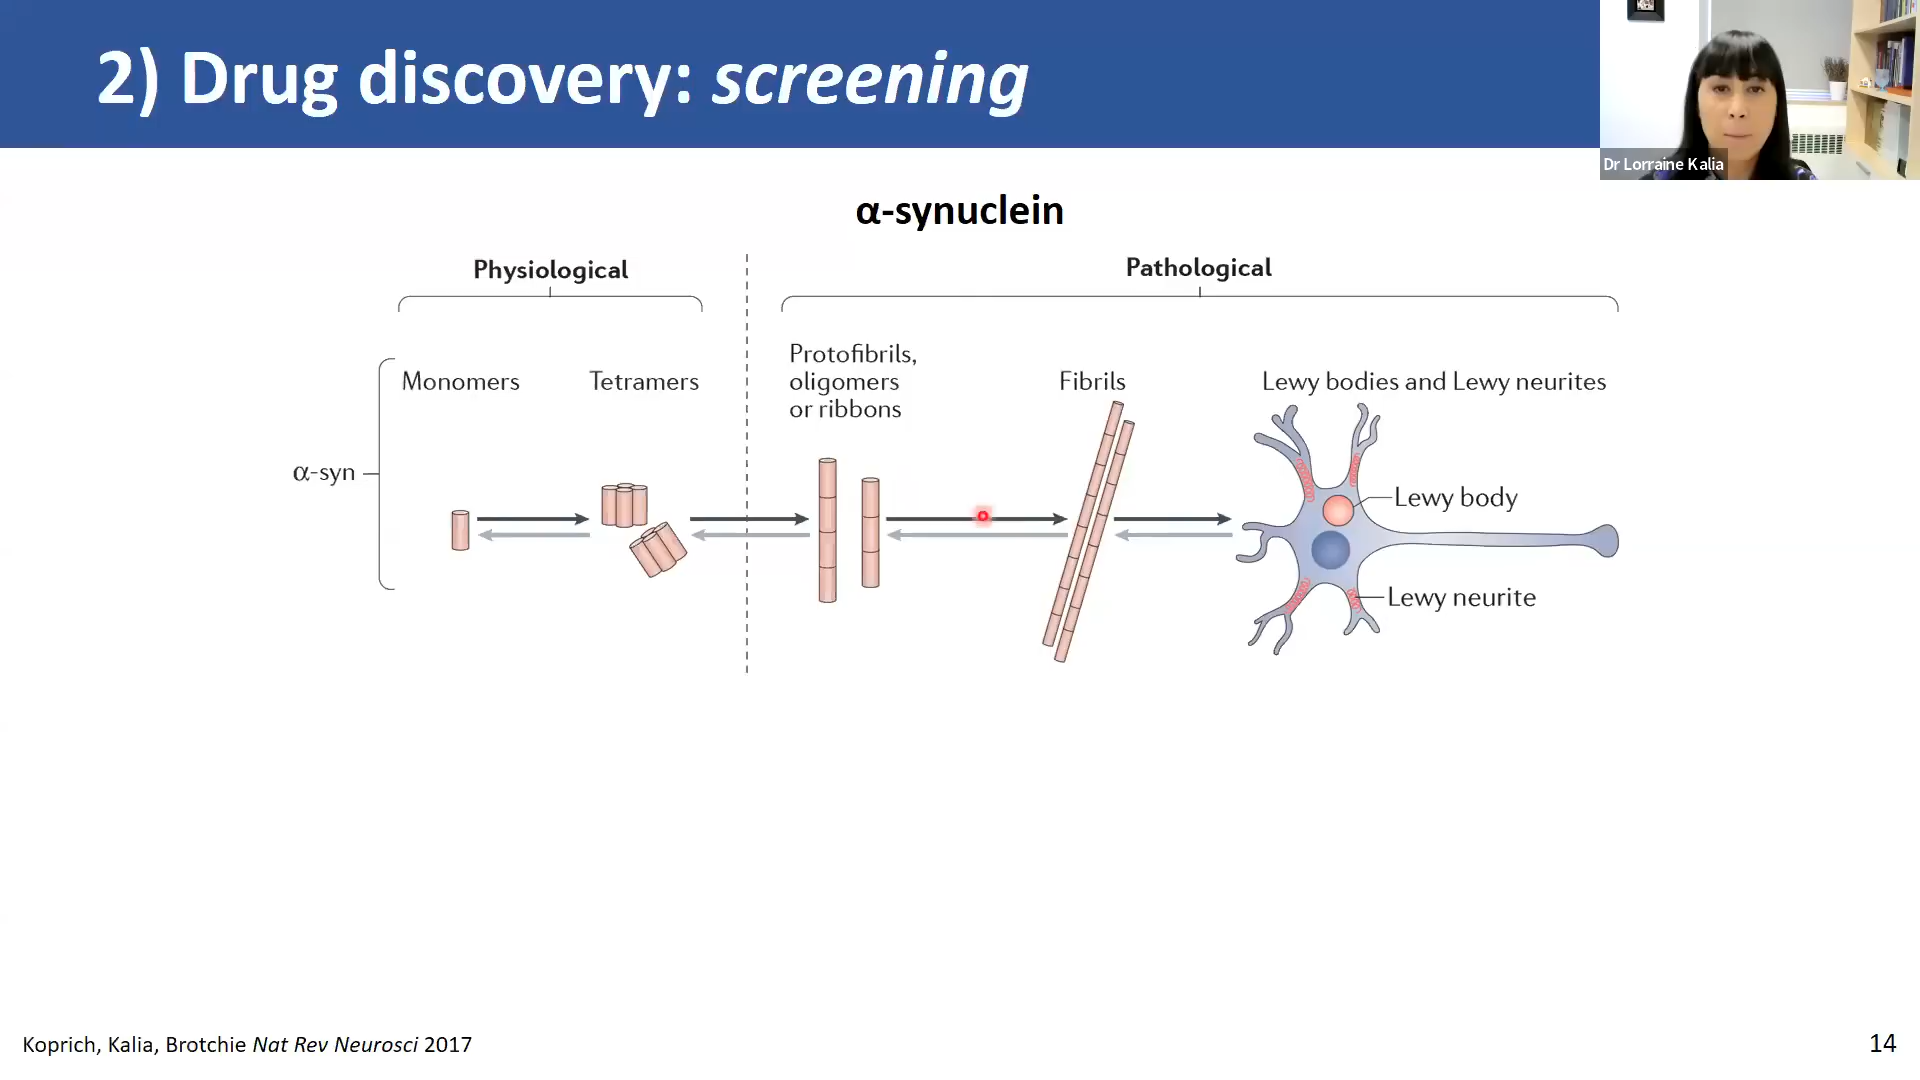 2) Drug discovery: screening
Dr Lorraine Kalia
α-synuclein
Physiological
Pathological
Monomers
Tetramers
Protofibrils,
oligomers
or ribbons
Fibrils
Lewy bodies and Lewy neurites
α-syn
Lewy body
Lewy neurite
Koprich, Kalia, Brotchie Nat Rev Neurosci 2017
14